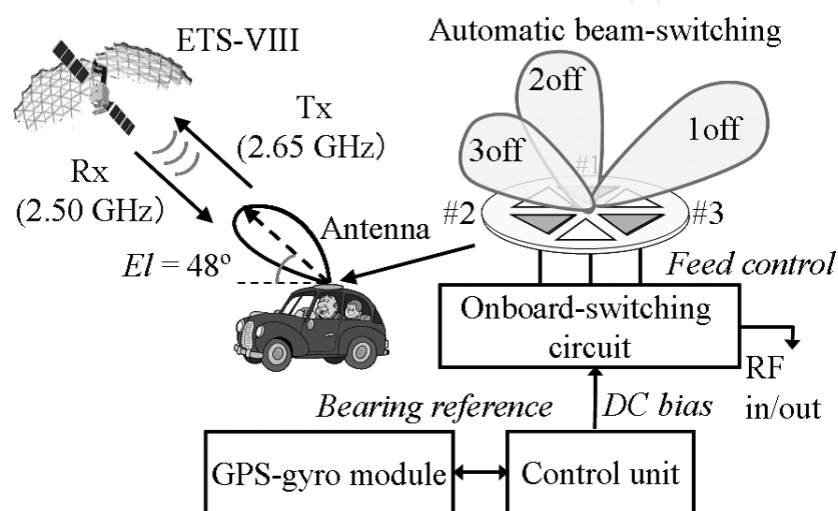 ETS-VIII
Automatic beam-switching
Tx
(2.65 GHz)
Rx
(2.50 GHz)
2off
1off
3off
#1
#2
#3
Antenna
El = 48°
Feed control
Onboard-switching
circuit
RF
in/out
Bearing reference
DC bias
GPS-gyro module
Control unit